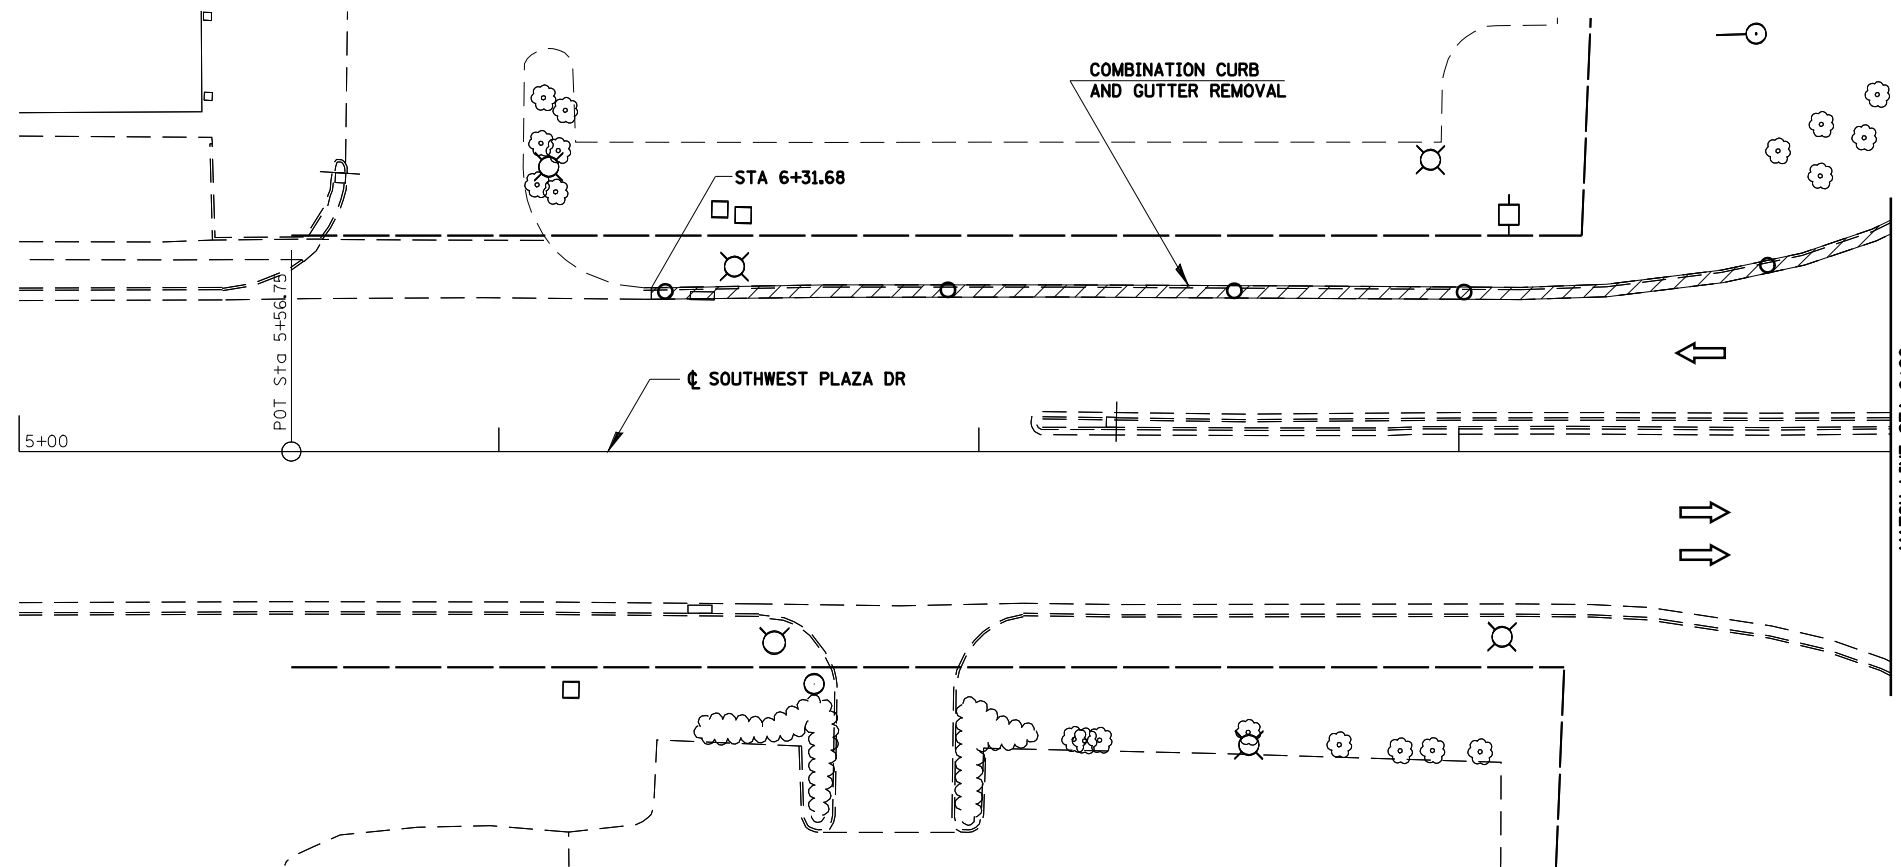 COMBINATION CURB
AND GUTTER REMOVAL
STA 6+31.68
POT Sta 5+56.75
℄ SOUTHWEST PLAZA DR
5+00